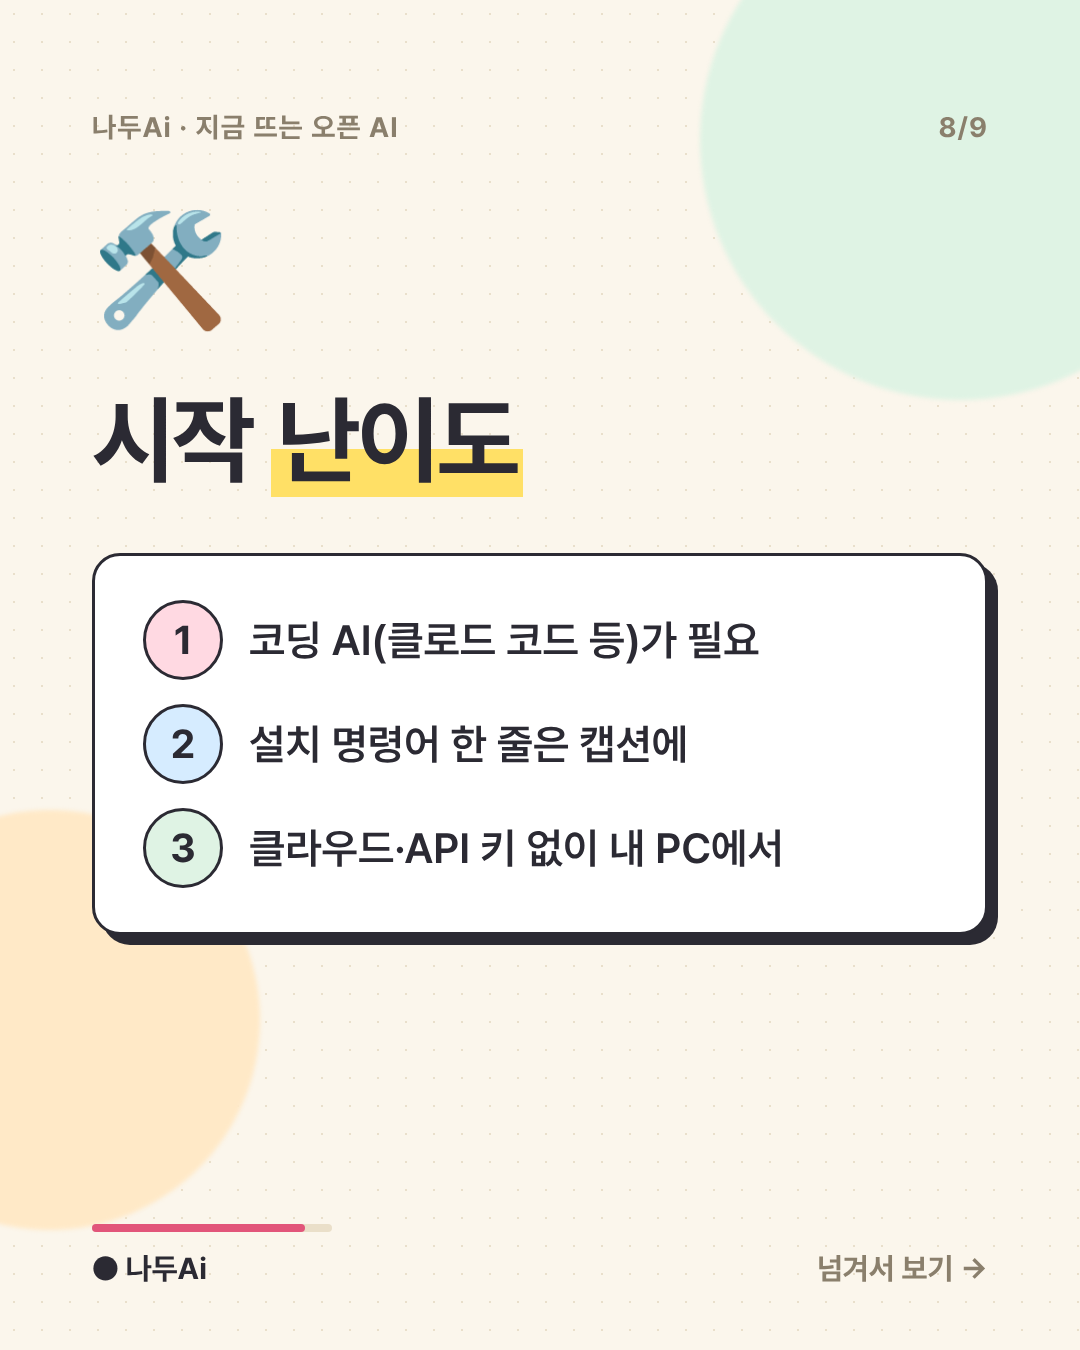 나두Ai · 지금 뜨는 오픈 AI
8/9
시작 난이도
1 코딩 AI(클로드 코드 등)가 필요
2 설치 명령어 한 줄은 캡션에
3 클라우드·API 키 없이 내 PC에서
나두Ai
넘겨서 보기 →